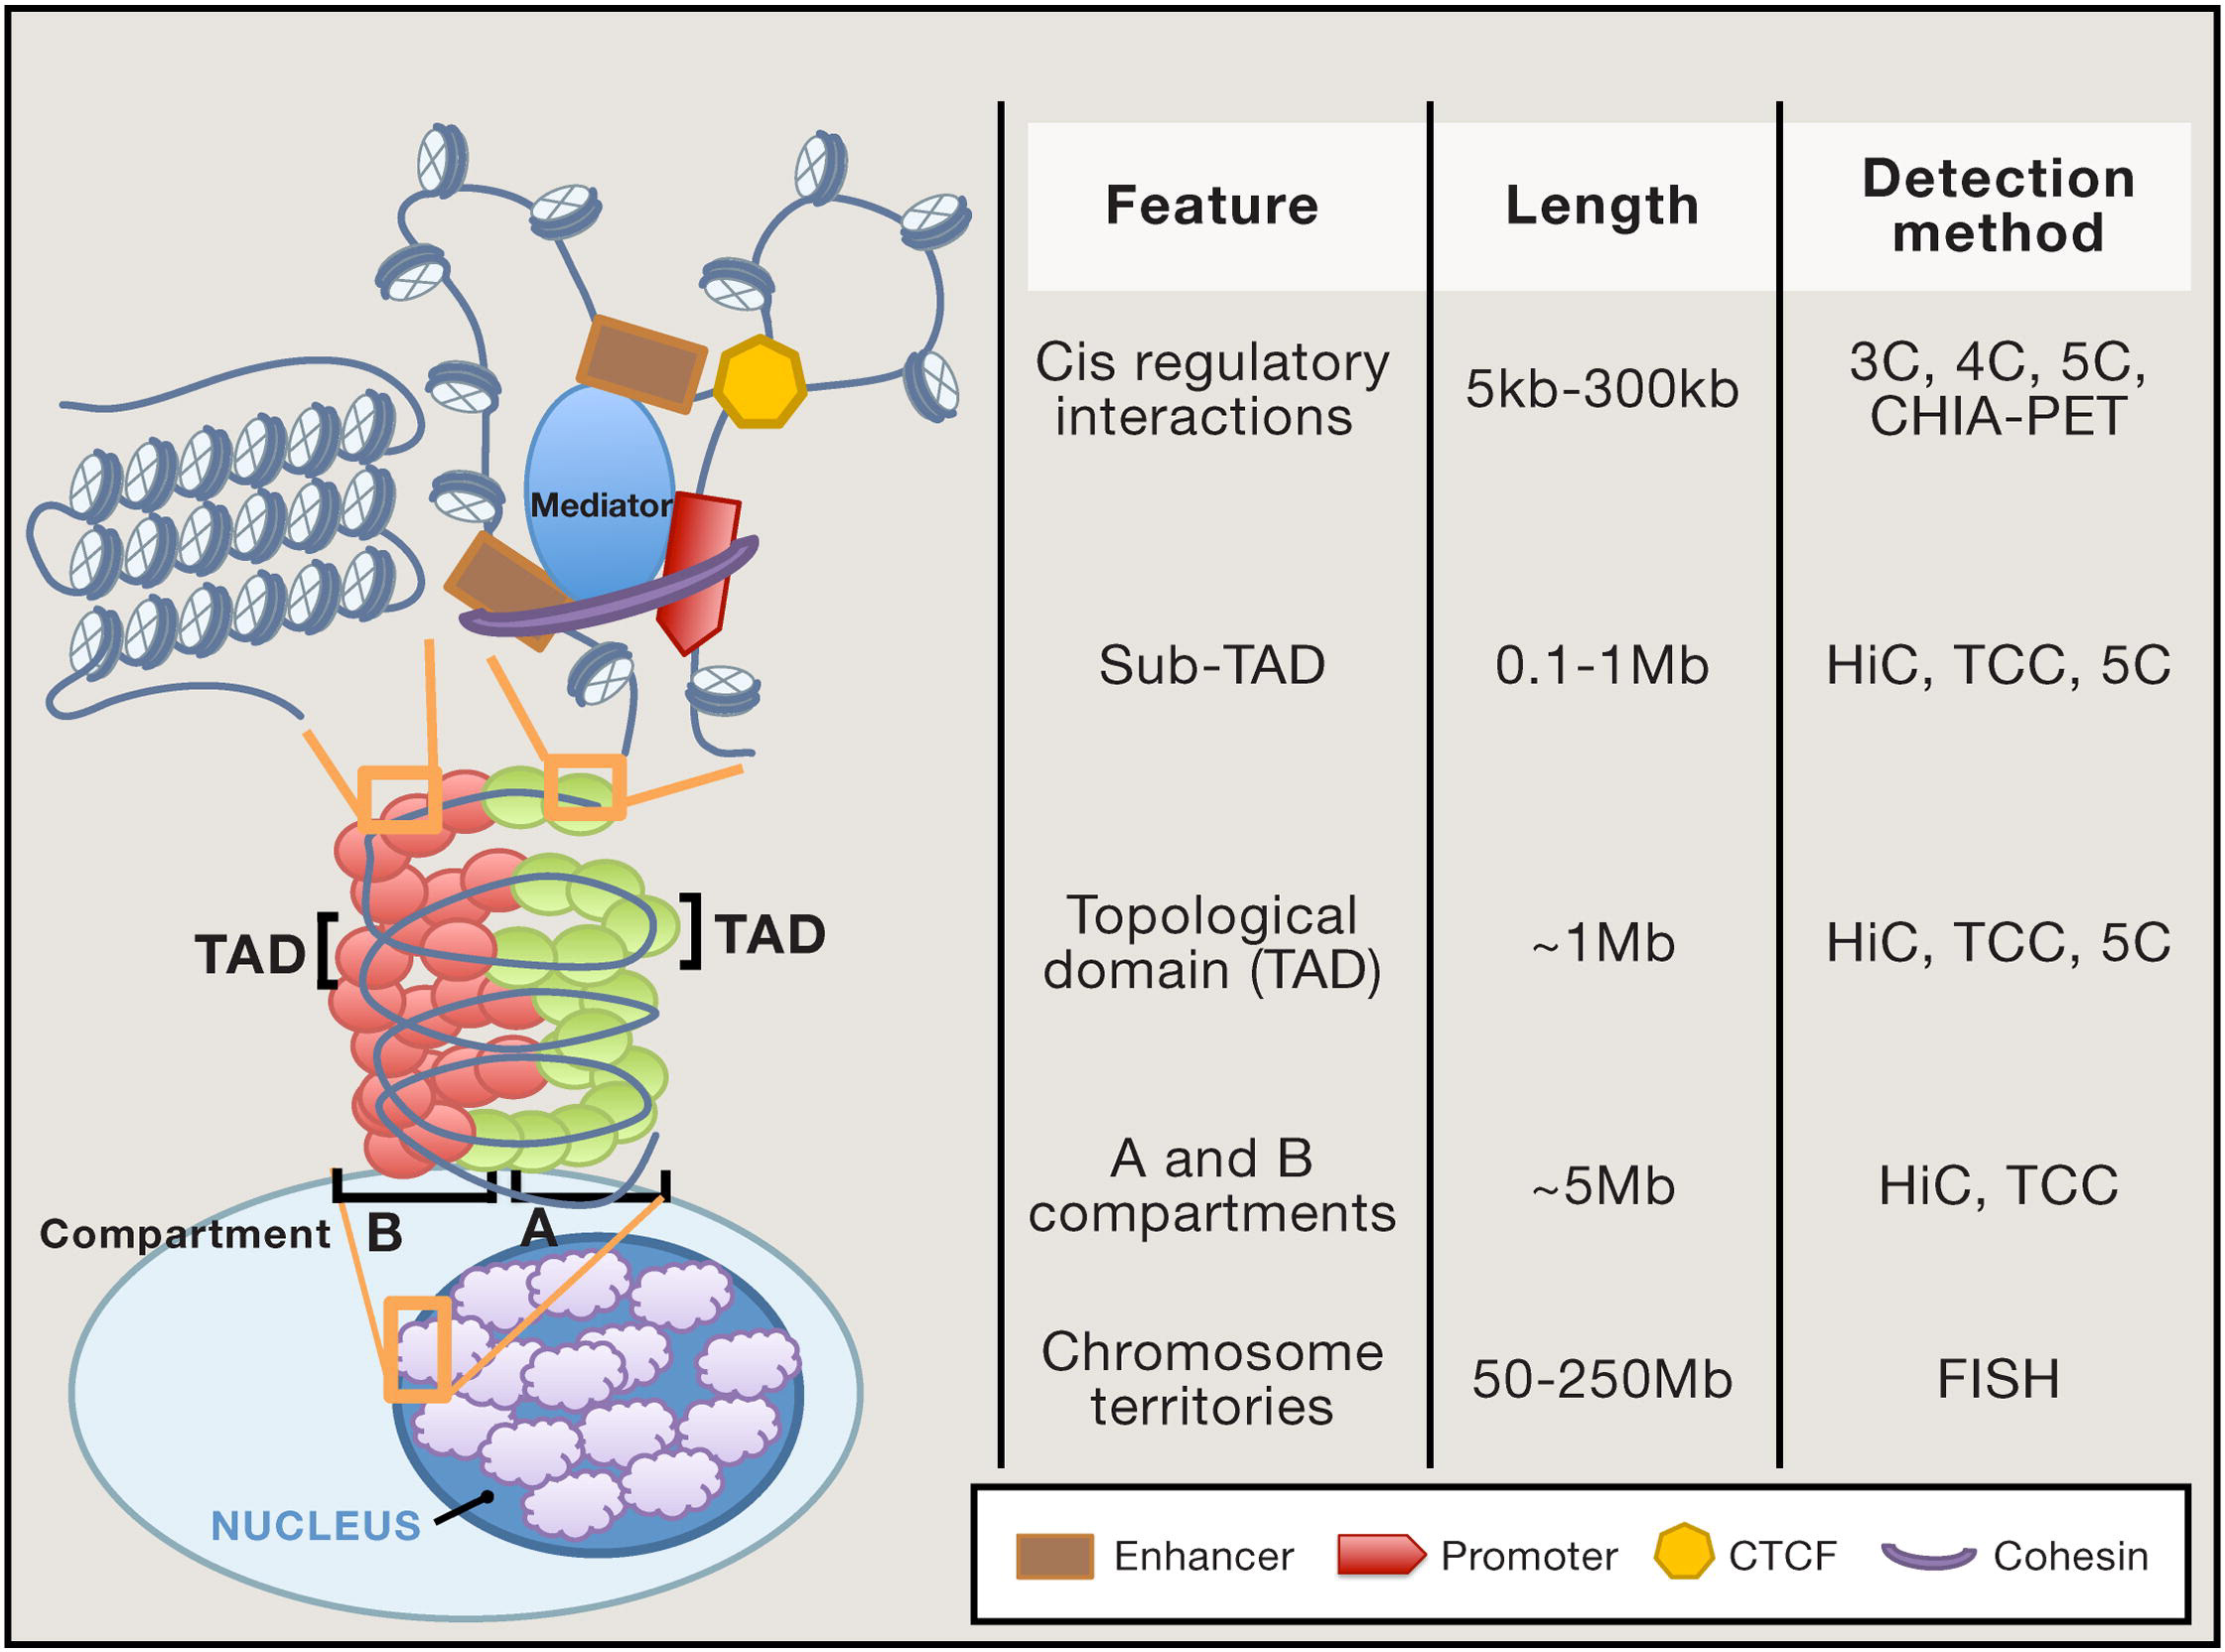 Feature
Length
Detection
method
Cis regulatory
interactions
5kb-300kb
3C, 4C, 5C,
CHIA-PET
Sub-TAD
0.1-1Mb
HiC, TCC, 5C
Topological
domain (TAD)
~1Mb
HiC, TCC, 5C
A and B
compartments
~5Mb
HiC, TCC
Chromosome
territories
50-250Mb
FISH
Mediator
TAD
TAD
Compartment
B
A
NUCLEUS
Enhancer
Promoter
CTCF
Cohesin